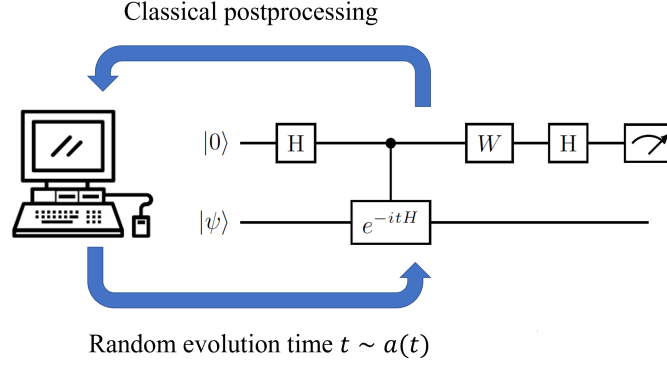 Classical postprocessing
|0⟩ H W H
|ψ⟩ e^{-itH}
Random evolution time t ~ a(t)